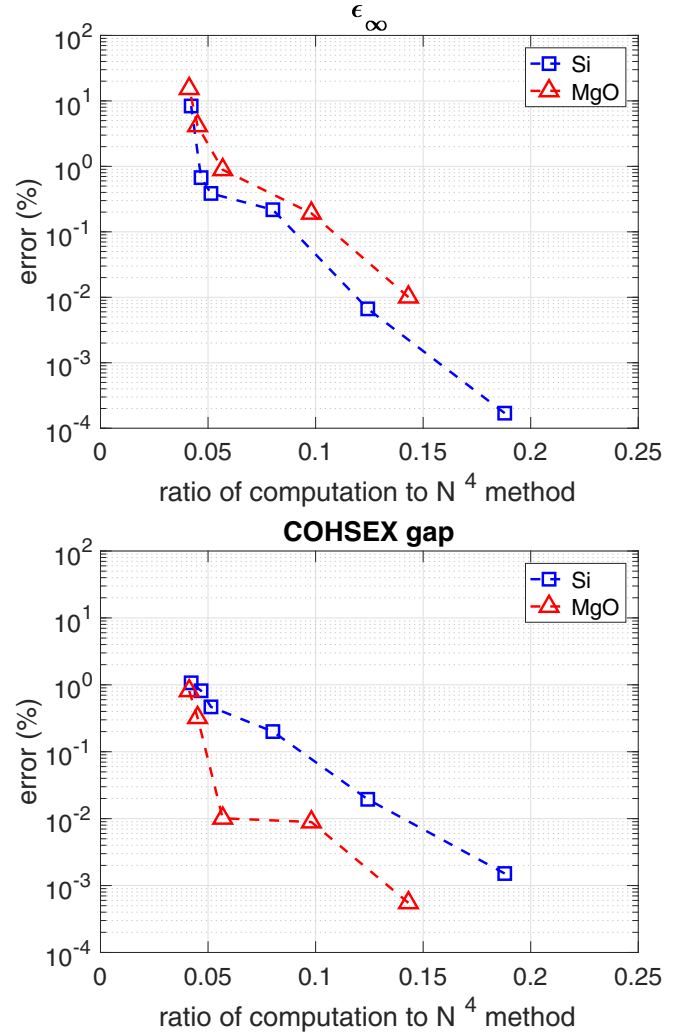 ϵ∞
10^2
10^1
10^0
10^-1
10^-2
10^-3
10^-4
error (%)
Si
MgO
0 0.05 0.1 0.15 0.2 0.25
ratio of computation to N^4 method
COHSEX gap
10^2
10^1
10^0
10^-1
10^-2
10^-3
10^-4
error (%)
Si
MgO
0 0.05 0.1 0.15 0.2 0.25
ratio of computation to N^4 method